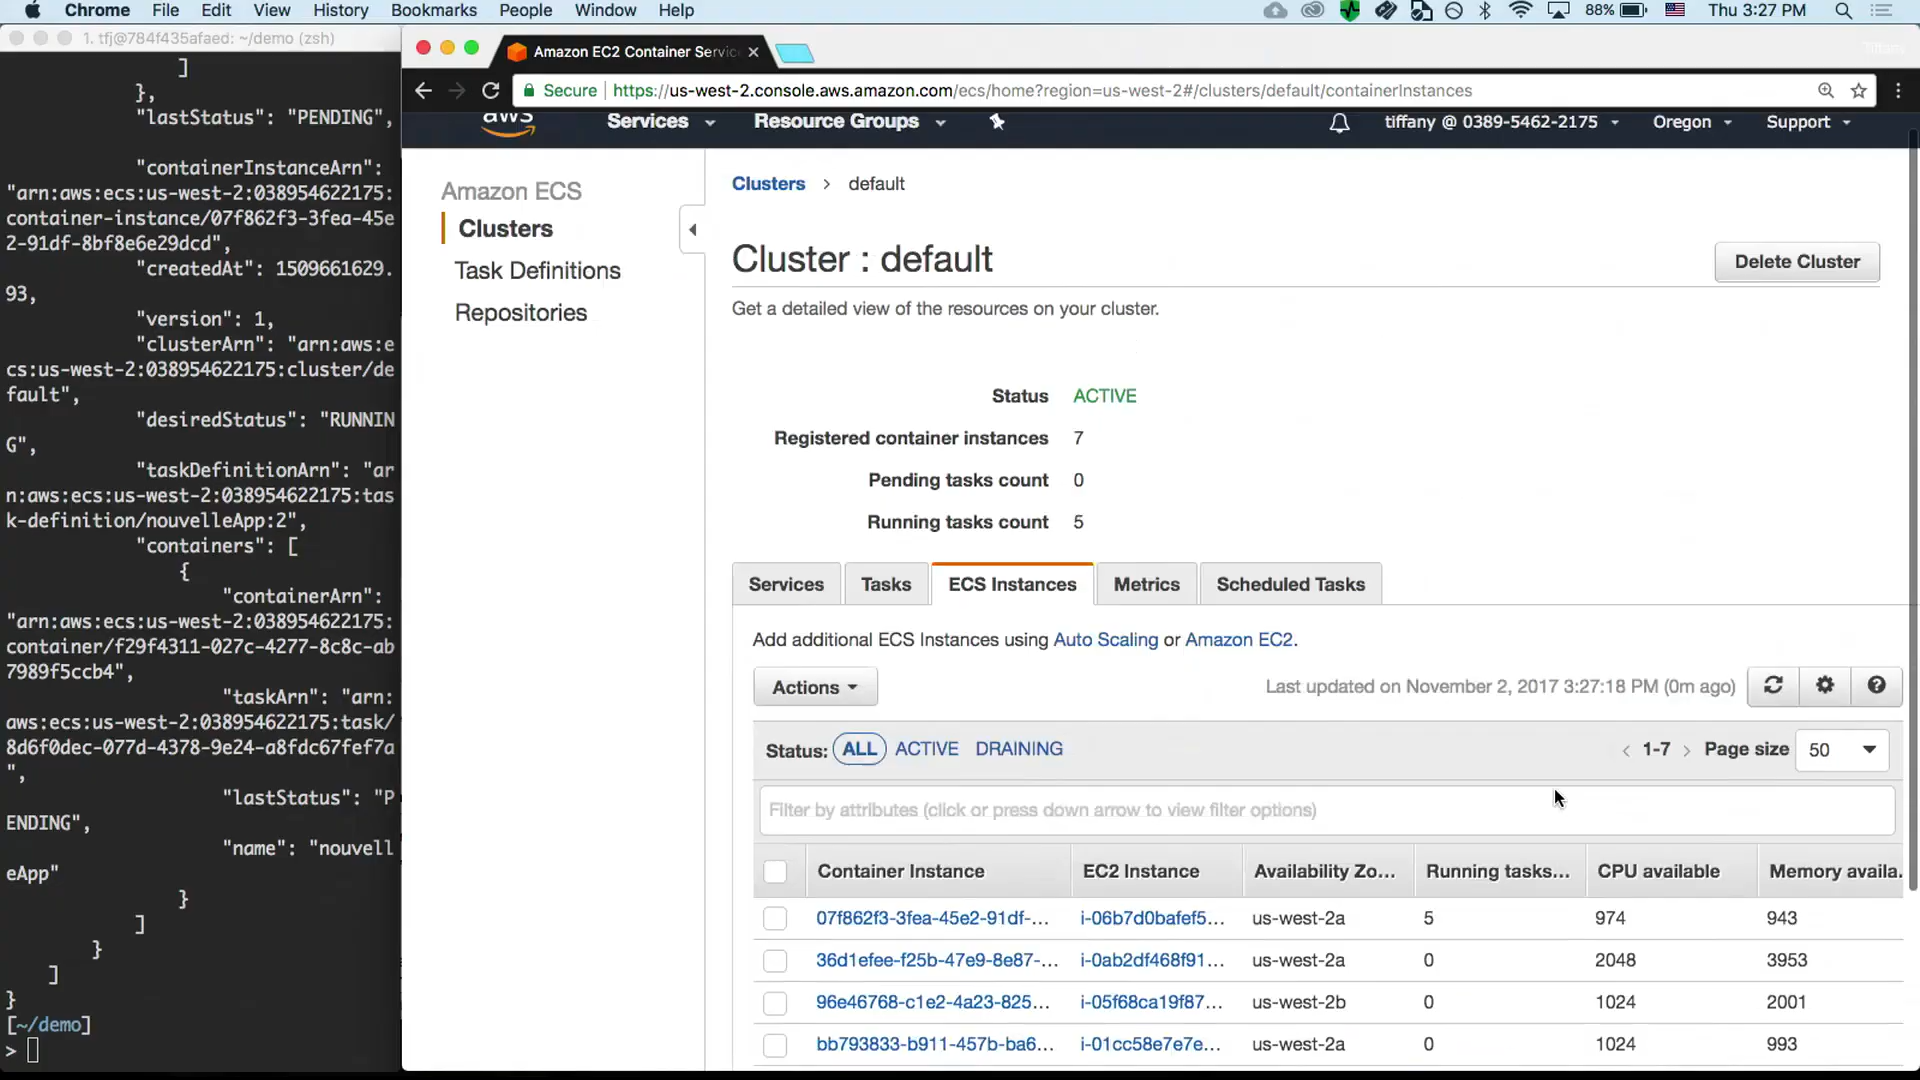 Chrome File Edit View History Bookmarks People Window Help 88% Thu 3:27 PM
1. tfj@784f435afaed: ~/demo (zsh)
]
},
"lastStatus": "PENDING",
"containerInstanceArn":
"arn:aws:ecs:us-west-2:038954622175:
container-instance/07f862f3-3fea-45e
2-91df-8bf8e6e29dcd",
"createdAt": 1509661629.
93,
"version": 1,
"clusterArn": "arn:aws:e
cs:us-west-2:038954622175:cluster/de
fault",
"desiredStatus": "RUNNIN
G",
"taskDefinitionArn": "ar
n:aws:ecs:us-west-2:038954622175:tas
k-definition/nouvelleApp:2",
"containers": [
{
"containerArn":
"arn:aws:ecs:us-west-2:038954622175:
container/f29f4311-027c-4277-8c8c-ab
7989f5ccb4",
"taskArn": "arn:
aws:ecs:us-west-2:038954622175:task/
8d6f0dec-077d-4378-9e24-a8fdc67fef7a
",
"lastStatus": "P
ENDING",
"name": "nouvell
eApp"
}
]
}
]
}
[~/demo]
>
Amazon EC2 Container Servic
Secure https://us-west-2.console.aws.amazon.com/ecs/home?region=us-west-2#/clusters/default/containerInstances
aws Services Resource Groups tiffany @ 0389-5462-2175 Oregon Support
Amazon ECS
Clusters
Task Definitions
Repositories
Clusters > default
Cluster : default
Delete Cluster
Get a detailed view of the resources on your cluster.
Status ACTIVE
Registered container instances 7
Pending tasks count 0
Running tasks count 5
Services Tasks ECS Instances Metrics Scheduled Tasks
Add additional ECS Instances using Auto Scaling or Amazon EC2.
Actions Last updated on November 2, 2017 3:27:18 PM (0m ago)
Status: ALL ACTIVE DRAINING < 1-7 > Page size 50
Filter by attributes (click or press down arrow to view filter options)
Container Instance EC2 Instance Availability Zo... Running tasks... CPU available Memory availa.
07f862f3-3fea-45e2-91df-... i-06b7d0bafef5... us-west-2a 5 974 943
36d1efee-f25b-47e9-8e87-... i-0ab2df468f91... us-west-2a 0 2048 3953
96e46768-c1e2-4a23-825... i-05f68ca19f87... us-west-2b 0 1024 2001
bb793833-b911-457b-ba6... i-01cc58e7e7e... us-west-2a 0 1024 993